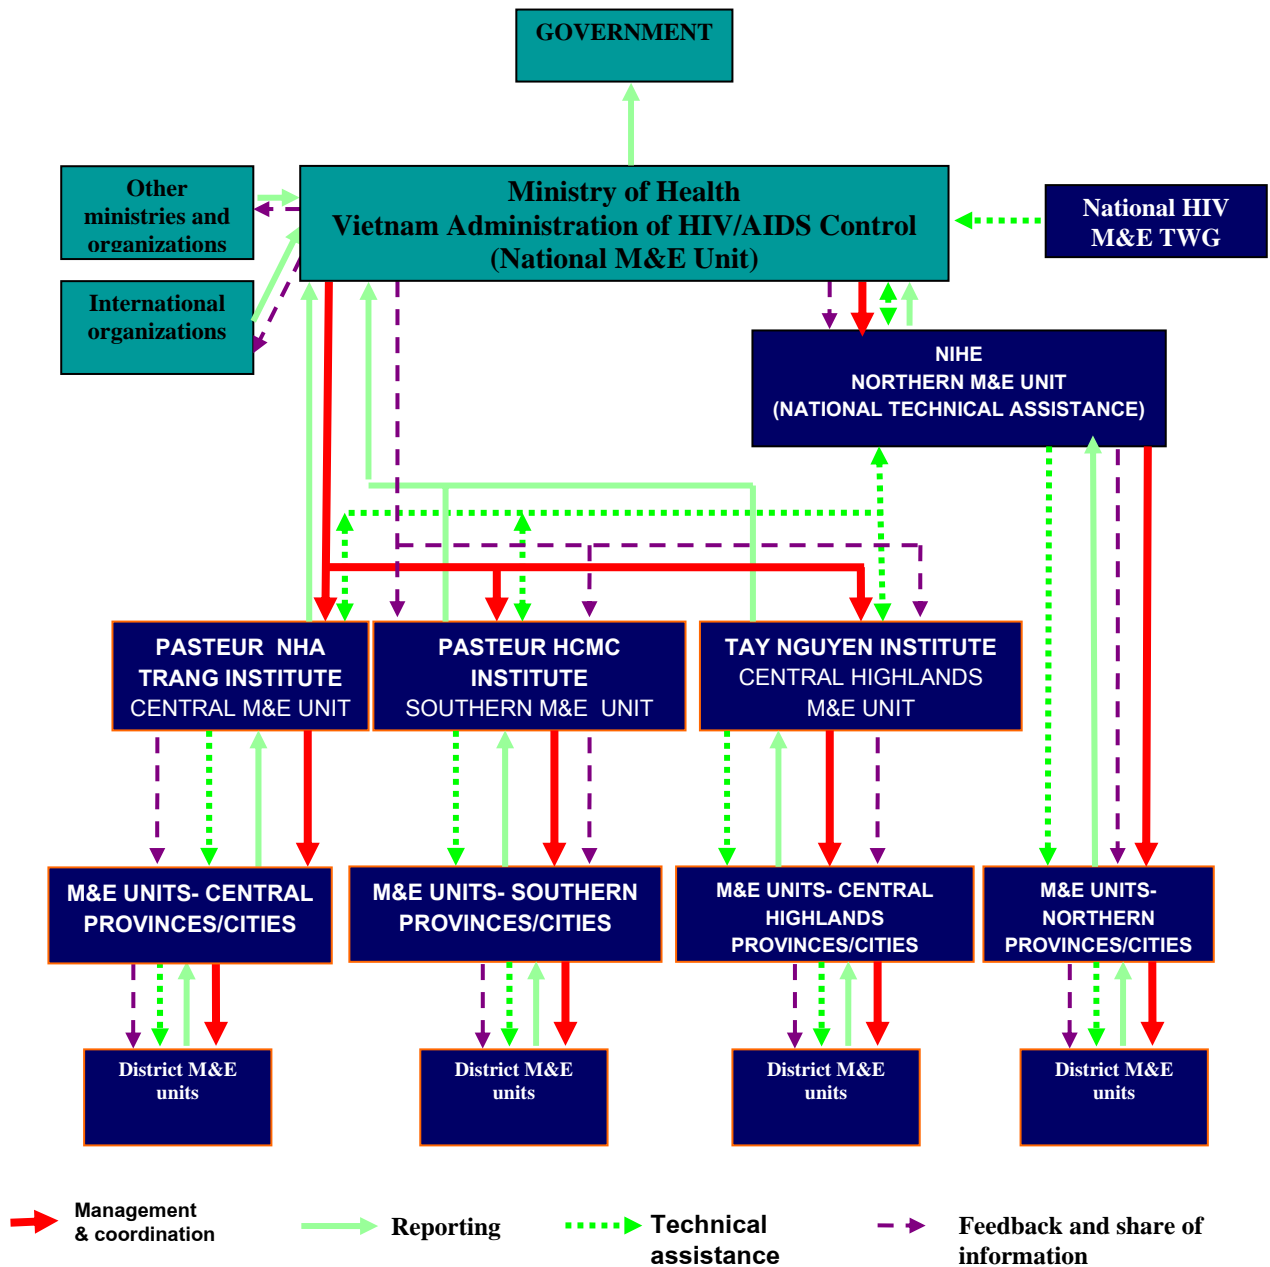 GOVERNMENT
Other
ministries and
organizations
Ministry of Health
Vietnam Administration of HIV/AIDS Control
(National M&E Unit)
National HIV
M&E TWG
International
organizations
NIHE
NORTHERN M&E UNIT
(NATIONAL TECHNICAL ASSISTANCE)
PASTEUR NHA
TRANG INSTITUTE
CENTRAL M&E UNIT
PASTEUR HCMC
INSTITUTE
SOUTHERN M&E UNIT
TAY NGUYEN INSTITUTE
CENTRAL HIGHLANDS
M&E UNIT
M&E UNITS- CENTRAL
PROVINCES/CITIES
M&E UNITS- SOUTHERN
PROVINCES/CITIES
M&E UNITS- CENTRAL
HIGHLANDS
PROVINCES/CITIES
M&E UNITS-
NORTHERN
PROVINCES/CITIES
District M&E
units
District M&E
units
District M&E
units
District M&E
units
Management
& coordination
Reporting
Technical
assistance
Feedback and share of
information